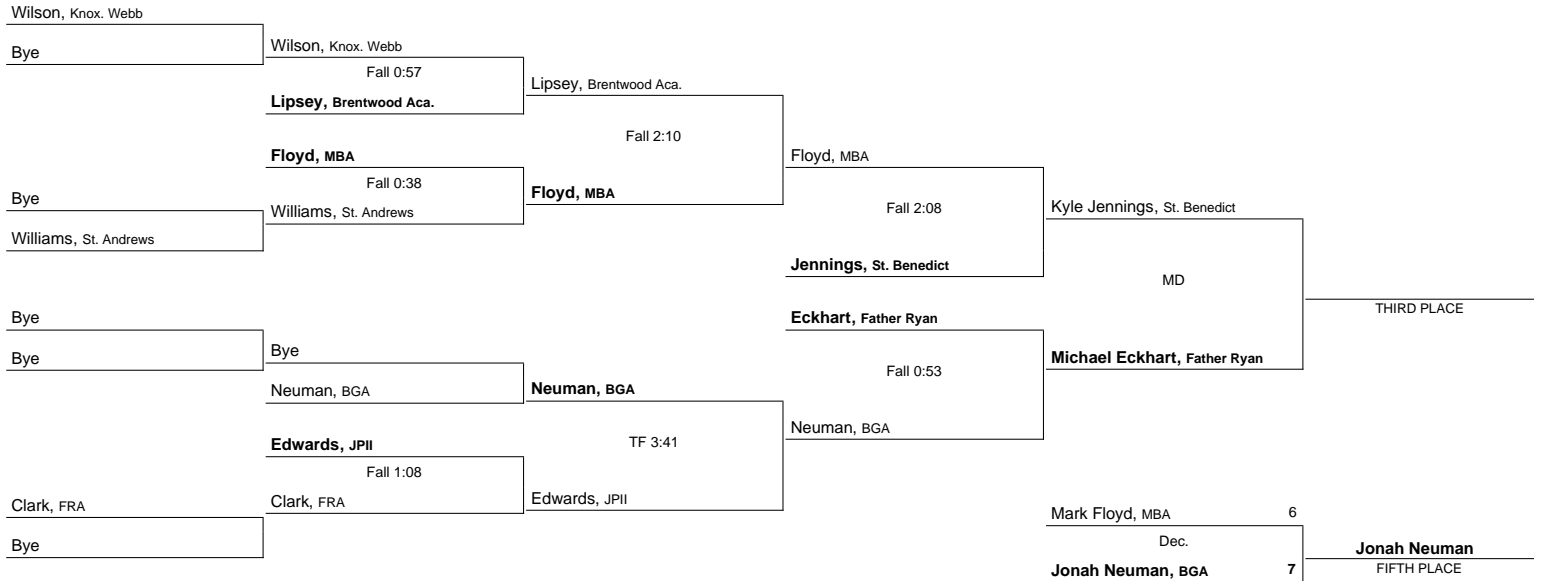 Wilson, Knox. Webb
Bye
Wilson, Knox. Webb
Fall 0:57
Lipsey, Brentwood Aca.
Lipsey, Brentwood Aca.
Fall 2:10
Floyd, MBA
Fall 0:38
Williams, St. Andrews
Bye
Williams, St. Andrews
Floyd, MBA
Floyd, MBA
Fall 2:08
Jennings, St. Benedict
Kyle Jennings, St. Benedict
MD
THIRD PLACE
Bye
Bye
Bye
Neuman, BGA
Neuman, BGA
TF 3:41
Edwards, JPII
Fall 1:08
Clark, FRA
Clark, FRA
Bye
Edwards, JPII
Eckhart, Father Ryan
Fall 0:53
Neuman, BGA
Michael Eckhart, Father Ryan
Mark Floyd, MBA 6
Dec.
Jonah Neuman, BGA 7
Jonah Neuman
FIFTH PLACE